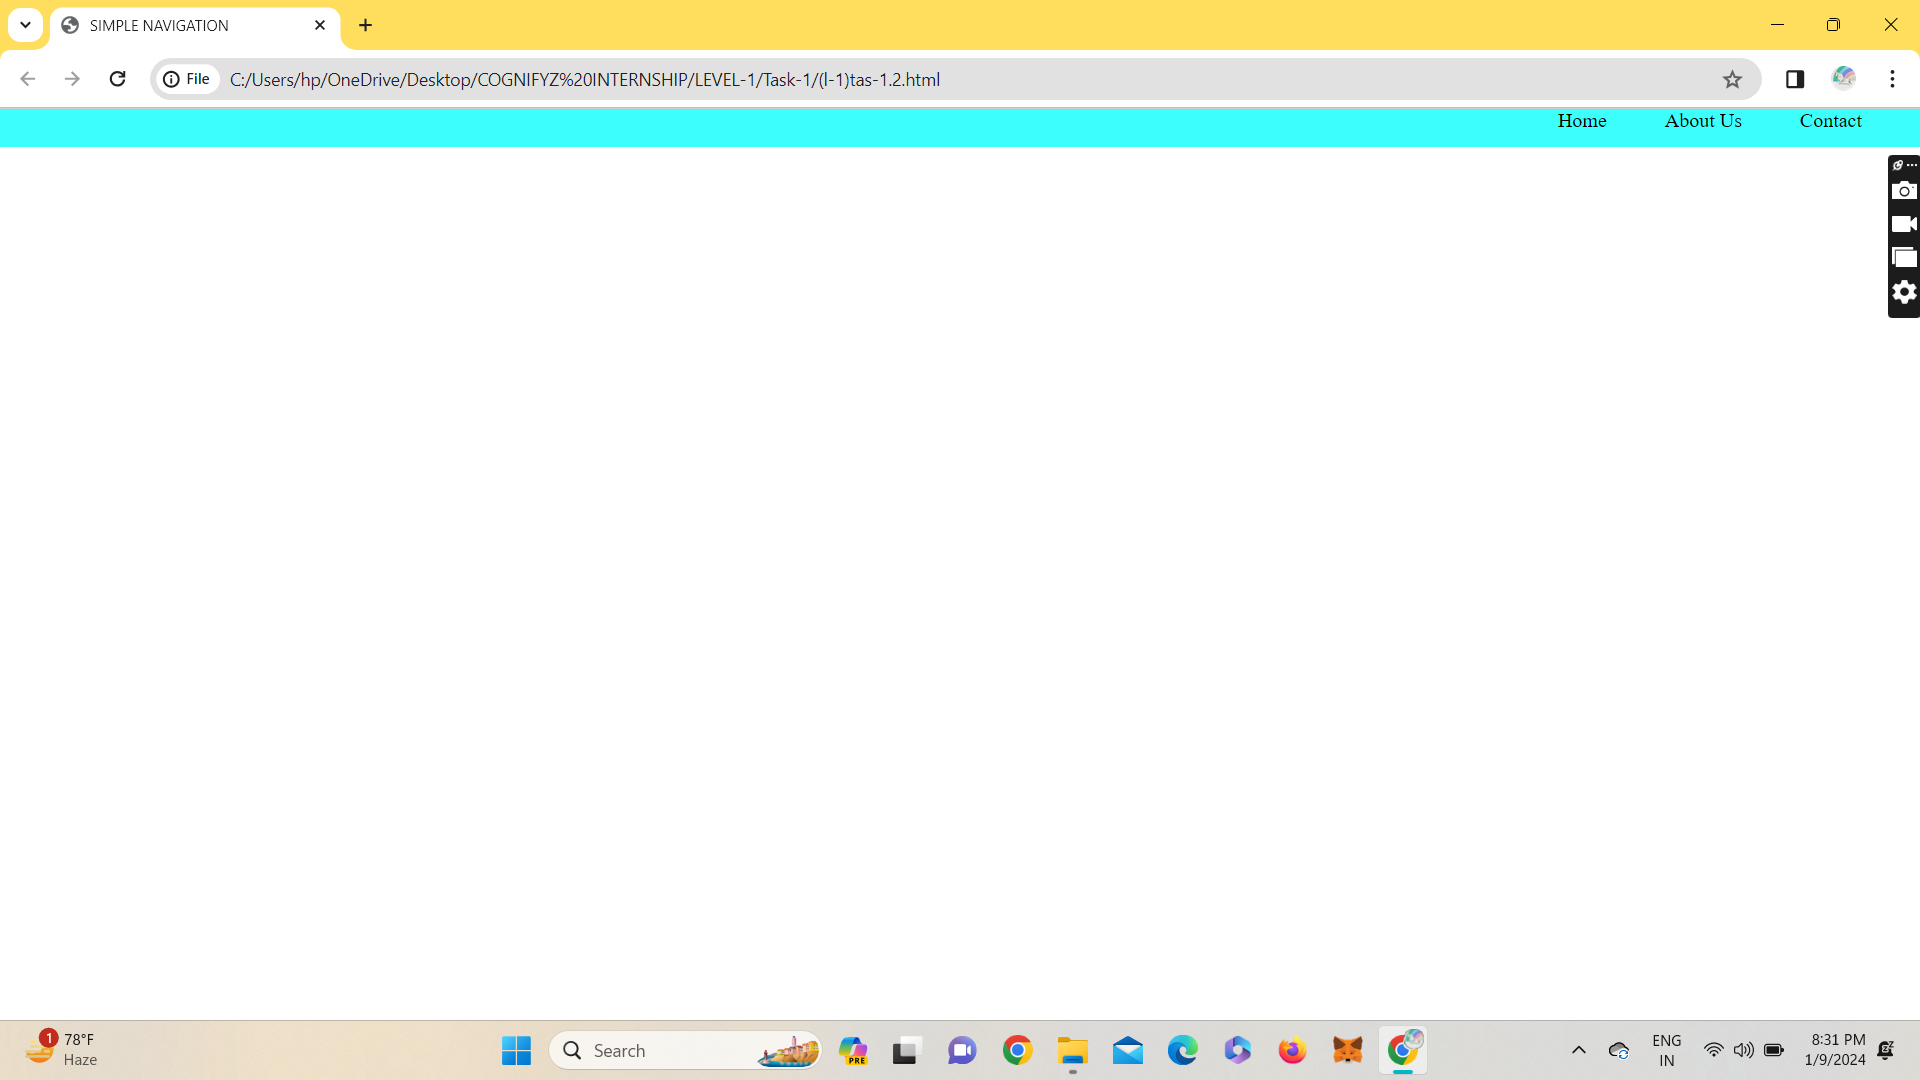 SIMPLE NAVIGATION
File C:/Users/hp/OneDrive/Desktop/COGNIFYZ%20INTERNSHIP/LEVEL-1/Task-1/(l-1)tas-1.2.html
Home About Us Contact
1
78°F
Haze
Search
PRE
ENG
IN
8:31 PM
1/9/2024